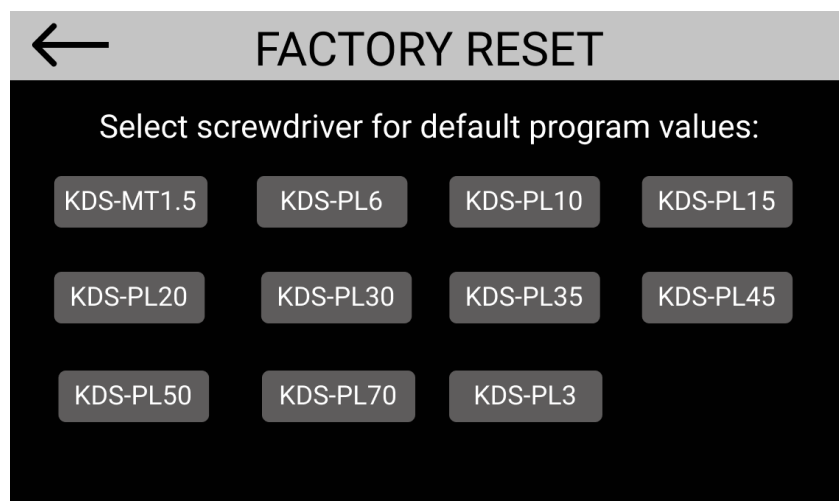 FACTORY RESET
Select screwdriver for default program values:
KDS-MT1.5 KDS-PL6 KDS-PL10 KDS-PL15
KDS-PL20 KDS-PL30 KDS-PL35 KDS-PL45
KDS-PL50 KDS-PL70 KDS-PL3